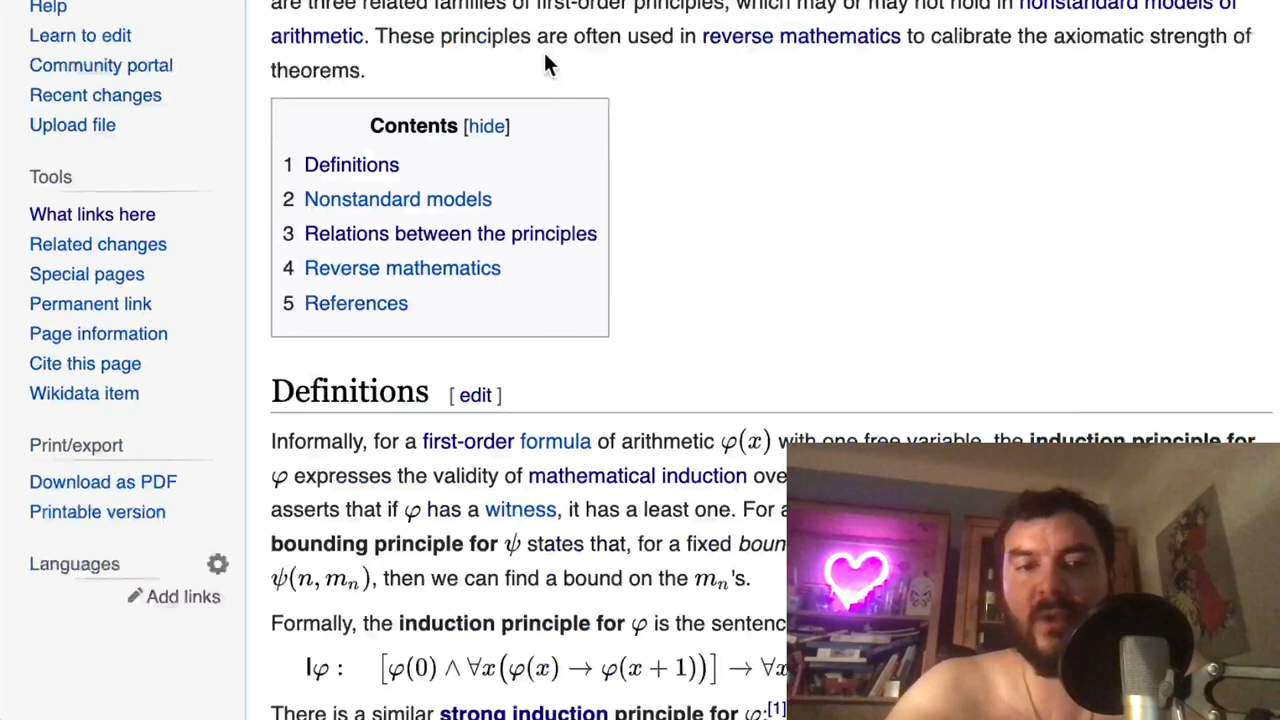 Help
Learn to edit
Community portal
Recent changes
Upload file
Tools
What links here
Related changes
Special pages
Permanent link
Page information
Cite this page
Wikidata item
Print/export
Download as PDF
Printable version
Languages
Add links
are three related families of first-order principles, which may or may not hold in nonstandard models of
arithmetic. These principles are often used in reverse mathematics to calibrate the axiomatic strength of
theorems.
Contents [hide]
1 Definitions
2 Nonstandard models
3 Relations between the principles
4 Reverse mathematics
5 References
Definitions [ edit ]
Informally, for a first-order formula of arithmetic φ(x) with one free variable, the induction principle for
φ expresses the validity of mathematical induction ove
asserts that if φ has a witness, it has a least one. For a
bounding principle for ψ states that, for a fixed boun
ψ(n, mₙ), then we can find a bound on the mₙ's.
Formally, the induction principle for φ is the sentenc
Iφ : [φ(0) ∧ ∀x(φ(x) → φ(x + 1))] → ∀x
There is a similar strong induction principle for φ:[1]